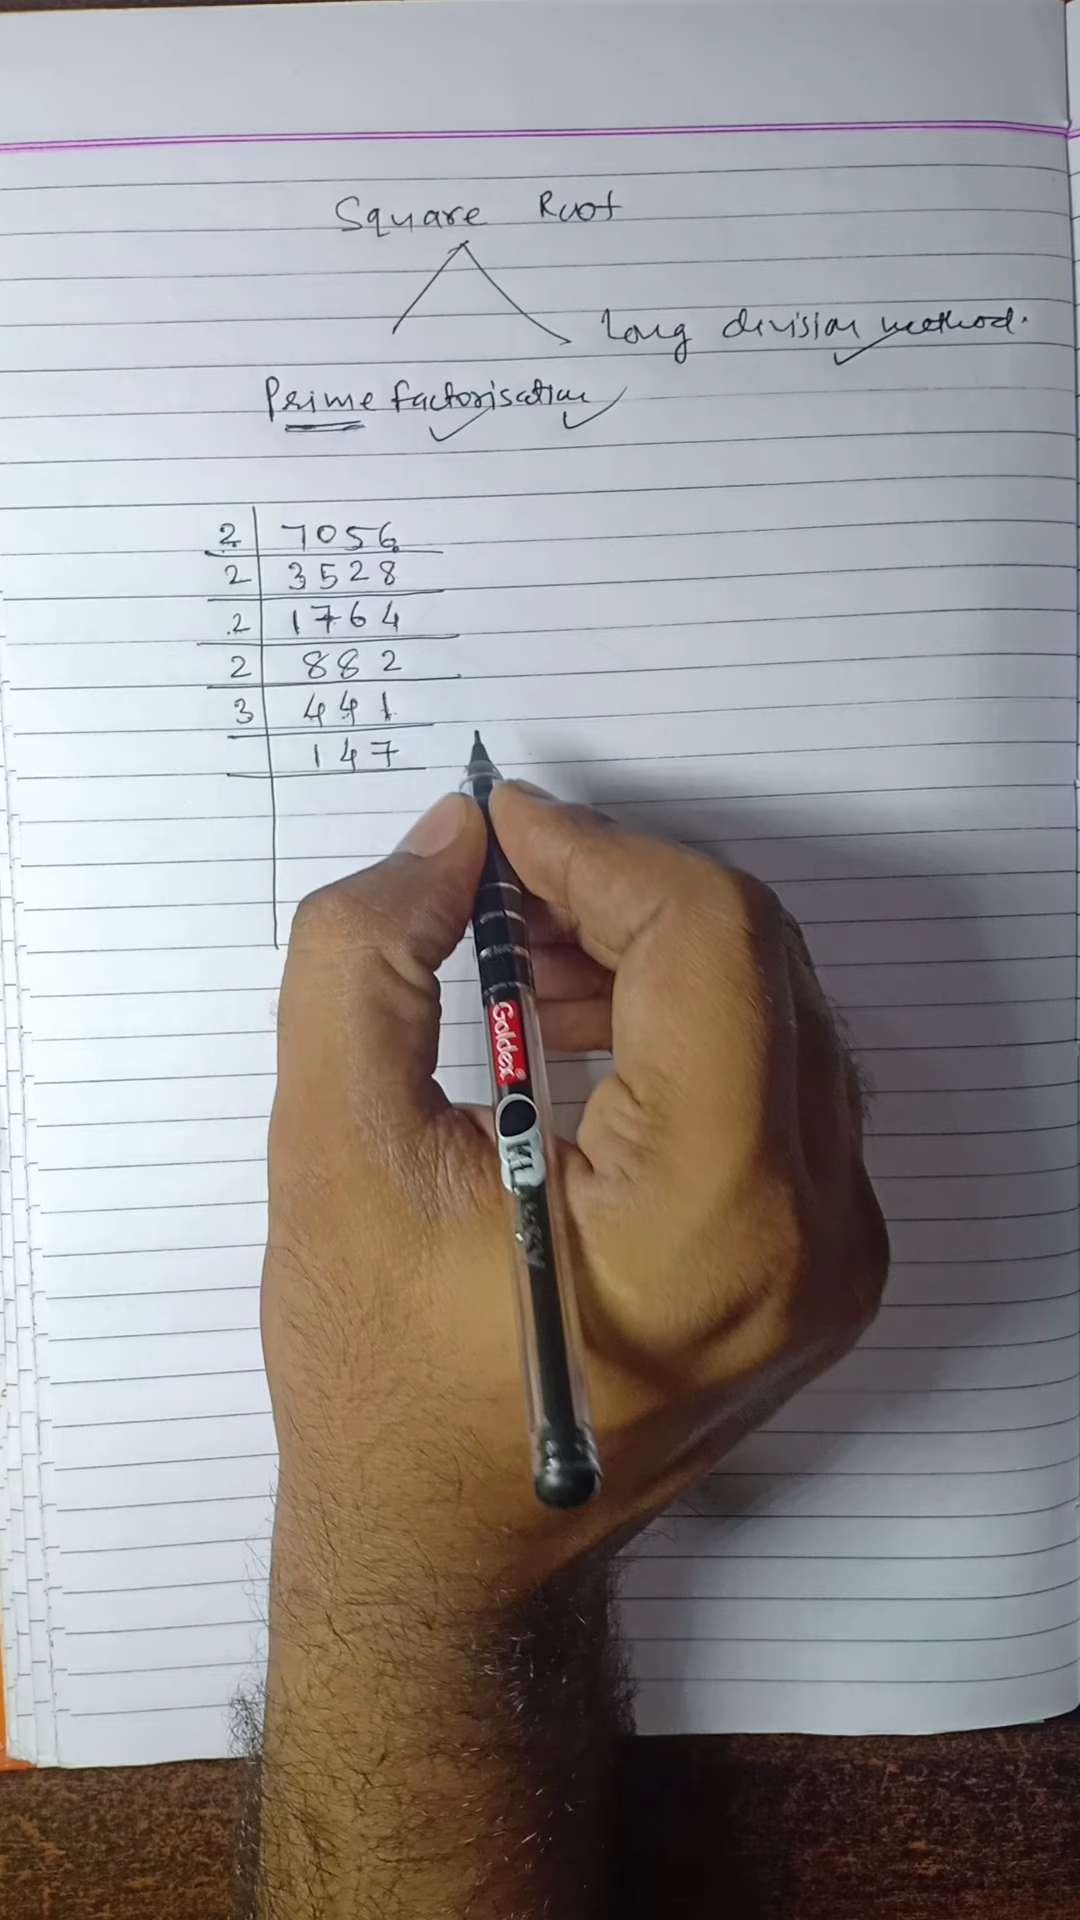 Square Root
Long division method.
Prime factorisation
2 7056
2 3528
2 1764
2 882
3 441
147
Goldex